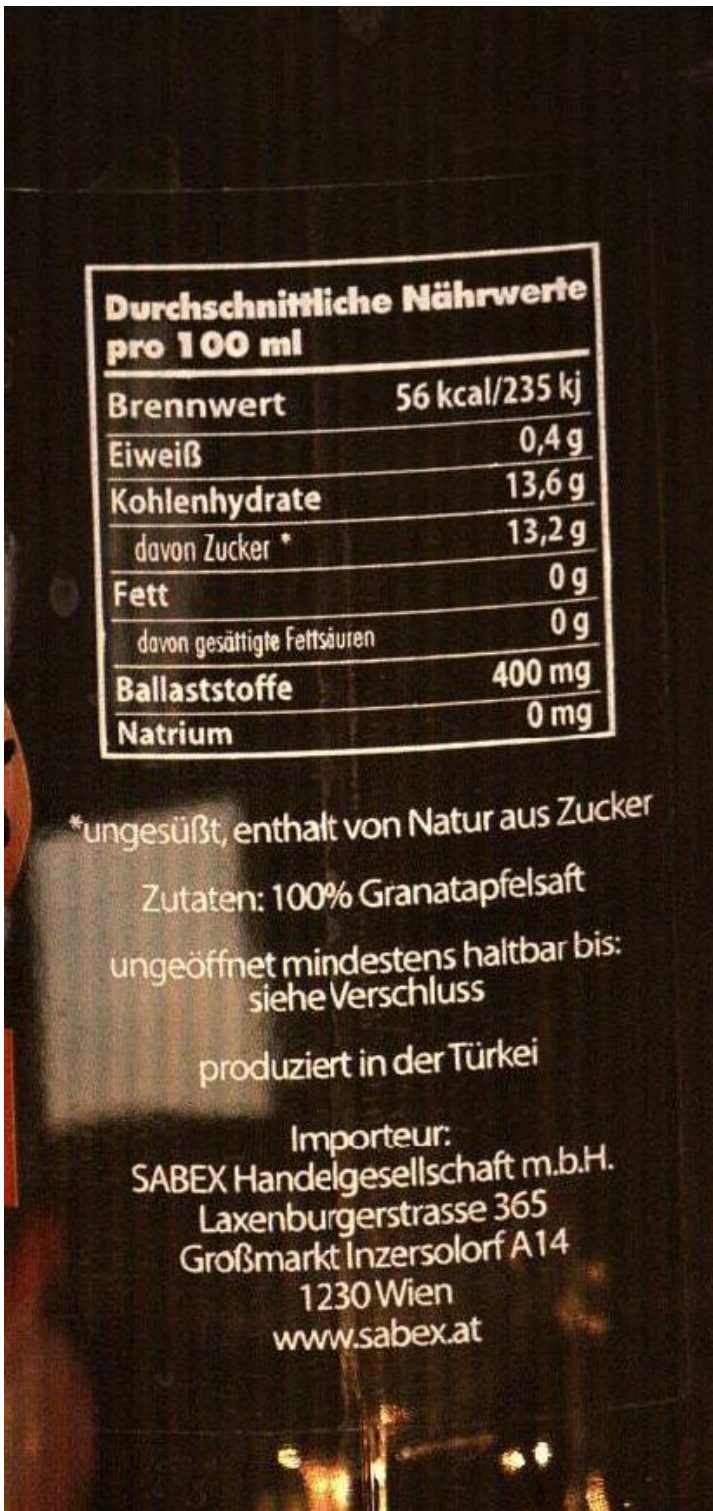 Durchschnittliche Nährwerte
pro 100 ml
Brennwert 56 kcal/235 kj
Eiweiß 0,4 g
Kohlenhydrate 13,6 g
davon Zucker * 13,2 g
Fett 0 g
davon gesättigte Fettsäuren 0 g
Ballaststoffe 400 mg
Natrium 0 mg
*ungesüßt, enthalt von Natur aus Zucker
Zutaten: 100% Granatapfelsaft
ungeöffnet mindestens haltbar bis:
siehe Verschluss
produziert in der Türkei
Importeur:
SABEX Handelgesellschaft m.b.H.
Laxenburgerstrasse 365
Großmarkt Inzersolorf A14
1230 Wien
www.sabex.at